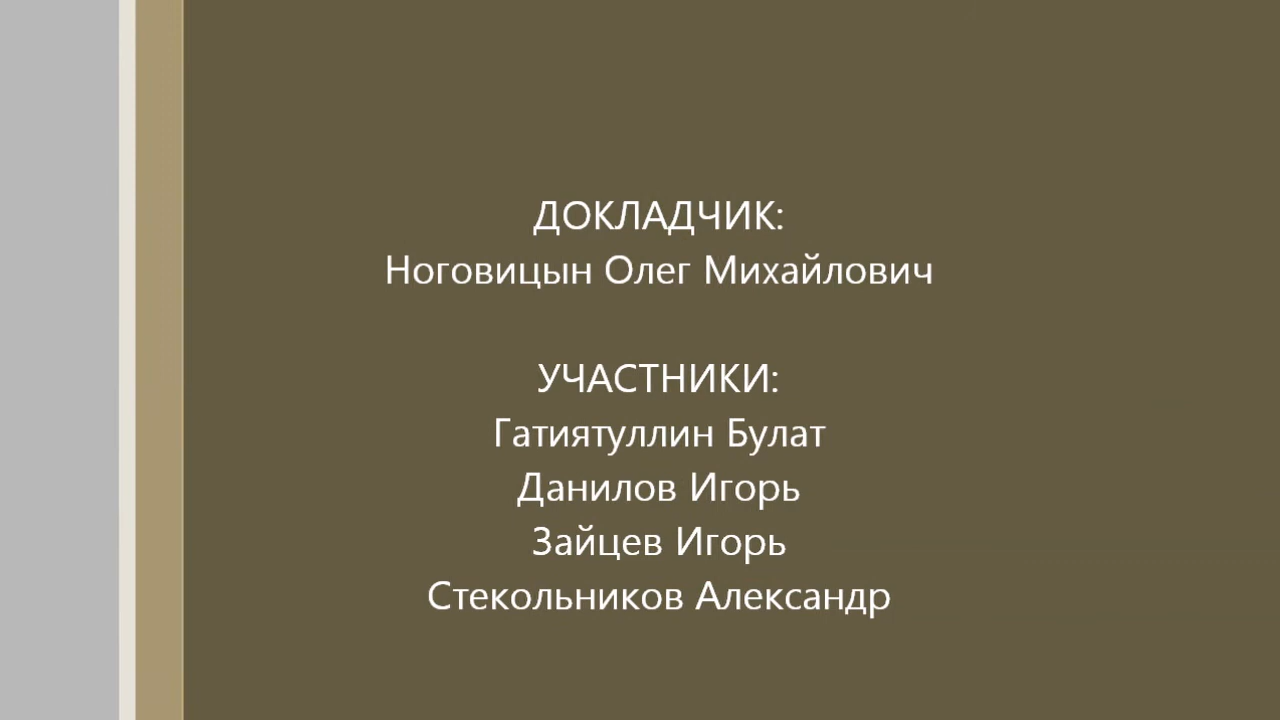 ДОКЛАДЧИК:
Ноговицын Олег Михайлович
УЧАСТНИКИ:
Гатиятуллин Булат
Данилов Игорь
Зайцев Игорь
Стекольников Александр